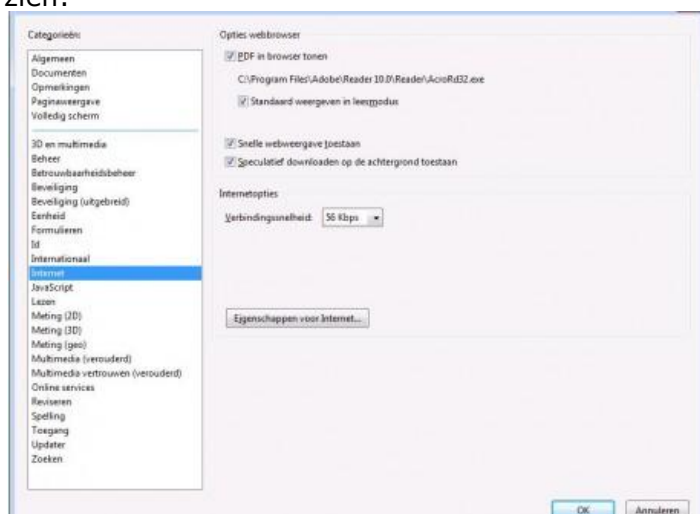 zich:
Categorieën:
Algemeen
Documenten
Opmerkingen
Paginaweergave
Volledig scherm
3D en multimedia
Beheer
Betrouwbaarheidsbeheer
Beveiliging
Beveiliging (uitgebreid)
Eenheid
Formulieren
Id
Internationaal
Internet
JavaScript
Lezen
Meting (2D)
Meting (3D)
Meting (geo)
Multimedia (verouderd)
Multimedia vertrouwen (verouderd)
Online services
Reviseren
Spelling
Toegang
Updater
Zoeken
Opties webbrowser
PDF in browser tonen
C:\Program Files\Adobe\Reader 10.0\Reader\AcroRd32.exe
Standaard weergeven in leesmodus
Snelle webweergave toestaan
Speculatief downloaden op de achtergrond toestaan
Internetopties
Verbindingssnelheid: 56 Kbps
Eigenschappen voor Internet...
OK Annuleren